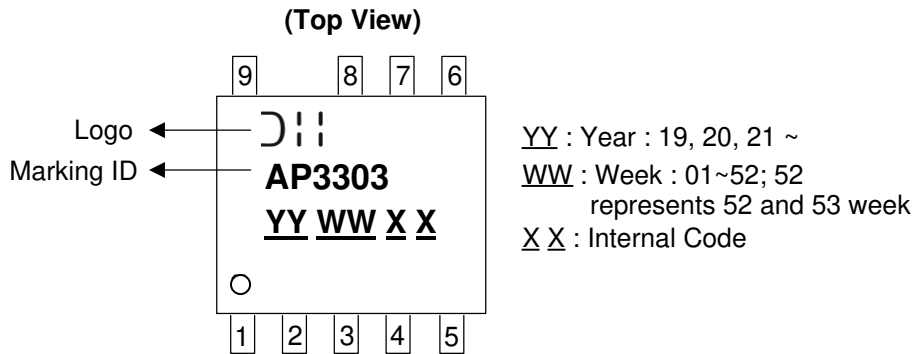 (Top View)
9 8 7 6
Logo
Marking ID
AP3303
YY WW X X
1 2 3 4 5
YY : Year : 19, 20, 21 ~
WW : Week : 01~52; 52
represents 52 and 53 week
X X : Internal Code